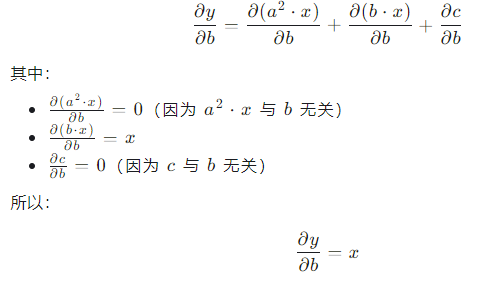 ∂y/∂b = ∂(a² · x)/∂b + ∂(b · x)/∂b + ∂c/∂b
其中：
• ∂(a²·x)/∂b = 0（因为 a² · x 与 b 无关）
• ∂(b·x)/∂b = x
• ∂c/∂b = 0（因为 c 与 b 无关）
所以：
∂y/∂b = x